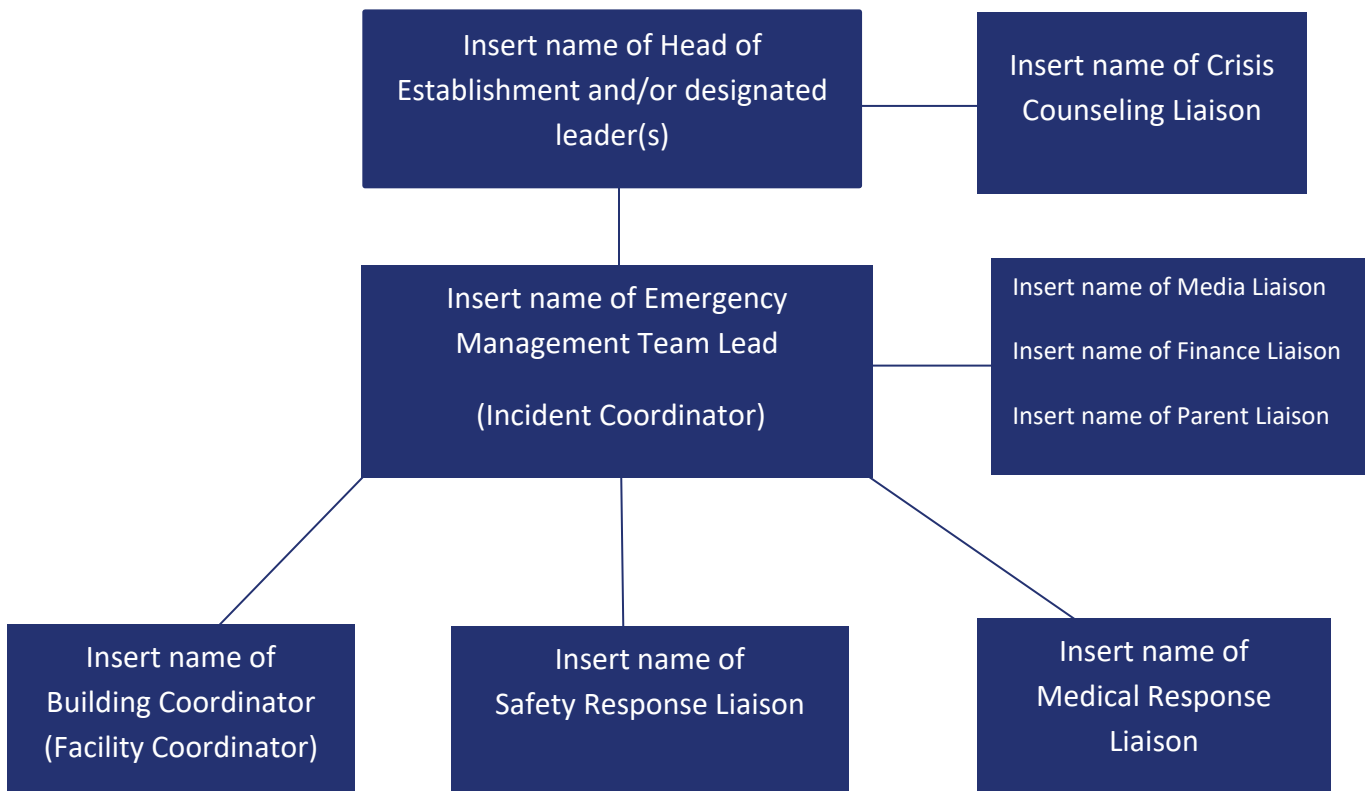 Insert name of Head of
Establishment and/or designated
leader(s)
Insert name of Crisis
Counseling Liaison
Insert name of Emergency
Management Team Lead
(Incident Coordinator)
Insert name of Media Liaison
Insert name of Finance Liaison
Insert name of Parent Liaison
Insert name of
Building Coordinator
(Facility Coordinator)
Insert name of
Safety Response Liaison
Insert name of
Medical Response
Liaison